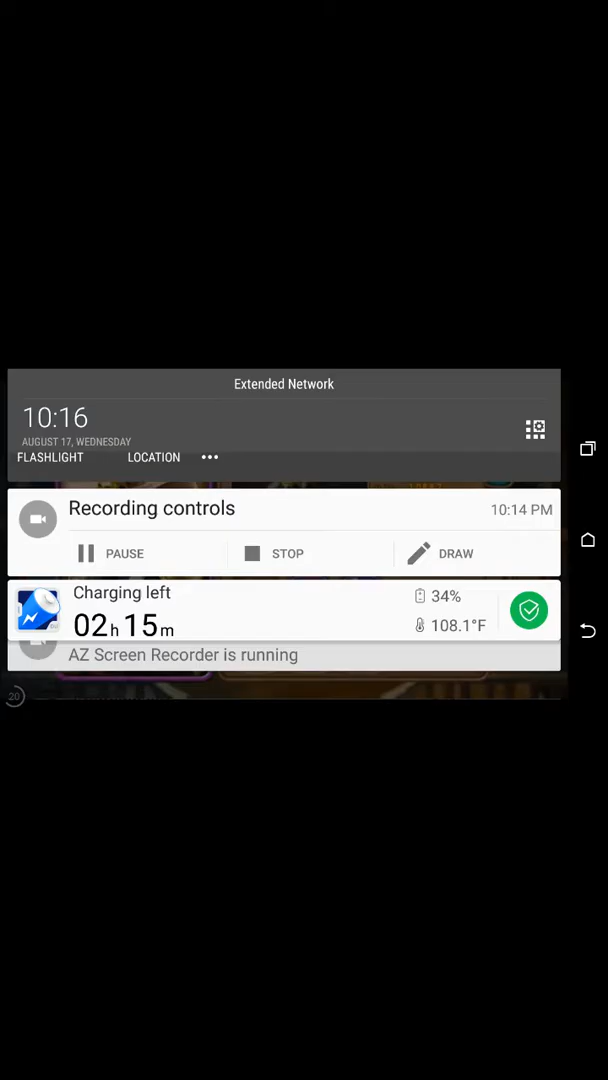 Extended Network
10:16
AUGUST 17, WEDNESDAY
FLASHLIGHT LOCATION •••
Recording controls 10:14 PM
PAUSE STOP DRAW
Charging left 34%
02h 15m 108.1°F
AZ Screen Recorder is running
20